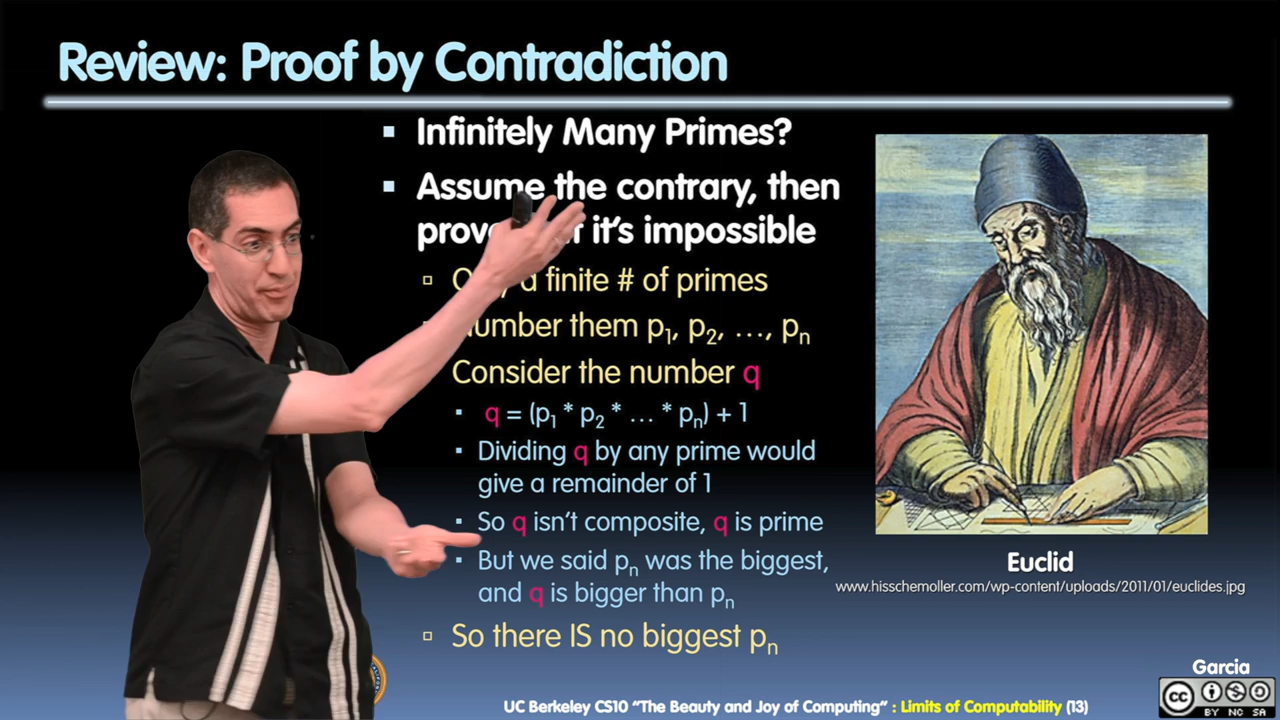 Review: Proof by Contradiction
Infinitely Many Primes?
Assume the contrary, then
it's impossible
finite # of primes
them p1, p2, …, pn
Consider the number q
q = (p1 * p2 * … * pn) + 1
Dividing q by any prime would
give a remainder of 1
So q isn't composite, q is prime
But we said pn was the biggest,
and q is bigger than pn
So there IS no biggest pn
Euclid
www.hisschemoller.com/wp-content/uploads/2011/01/euclides.jpg
Garcia
cc
BY NC SA
UC Berkeley CS10 “The Beauty and Joy of Computing” : Limits of Computability (13)